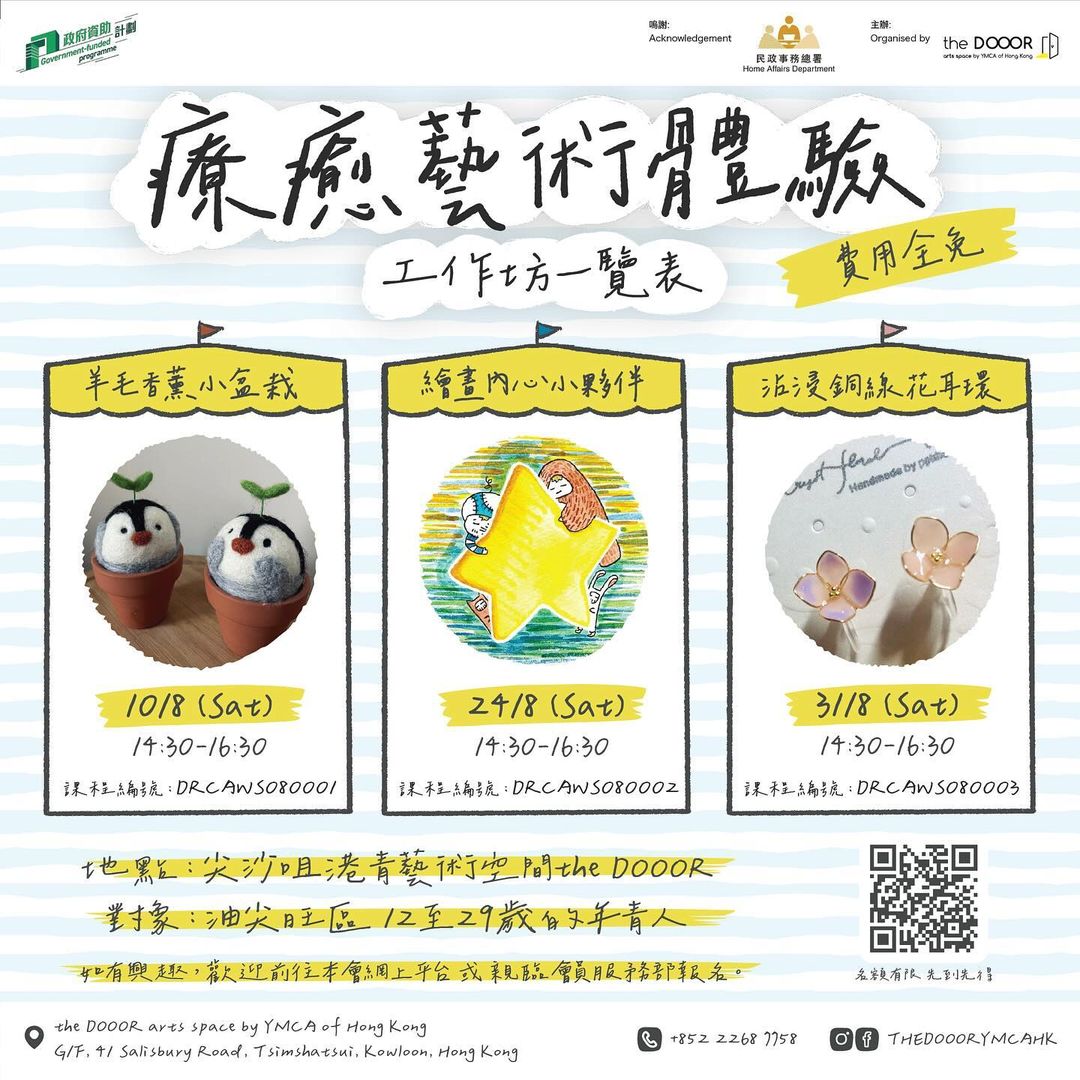 政府資助計劃
Government-funded programme
嗚謝:
Acknowledgement
民政事務總署
Home Affairs Department
主辦:
Organised by
the DOOOR
arts space by YMCA of Hong Kong
療癒藝術體驗
工作坊一覽表
費用全免
羊毛香薰小盆栽
10/8 (Sat)
14:30-16:30
課程編號:DRCAWS080001
繪畫內心小夥伴
24/8 (Sat)
14:30-16:30
課程編號:DRCAWS080002
沾浸銅線花耳環
Handmade by
31/8 (Sat)
14:30-16:30
課程編號:DRCAWS080003
地點:尖沙咀港青藝術空間the DOOOR
對象:油尖旺區 12至29歲的年青人
如有興趣,歡迎前往本會網上平台或親臨會員服務部報名。
名額有限 先到先得
the DOOOR arts space by YMCA of Hong Kong
G/F, 41 Salisbury Road, Tsimshatsui, Kowloon, Hong Kong
+852 2268 7758
THEDOOORYMCAHK